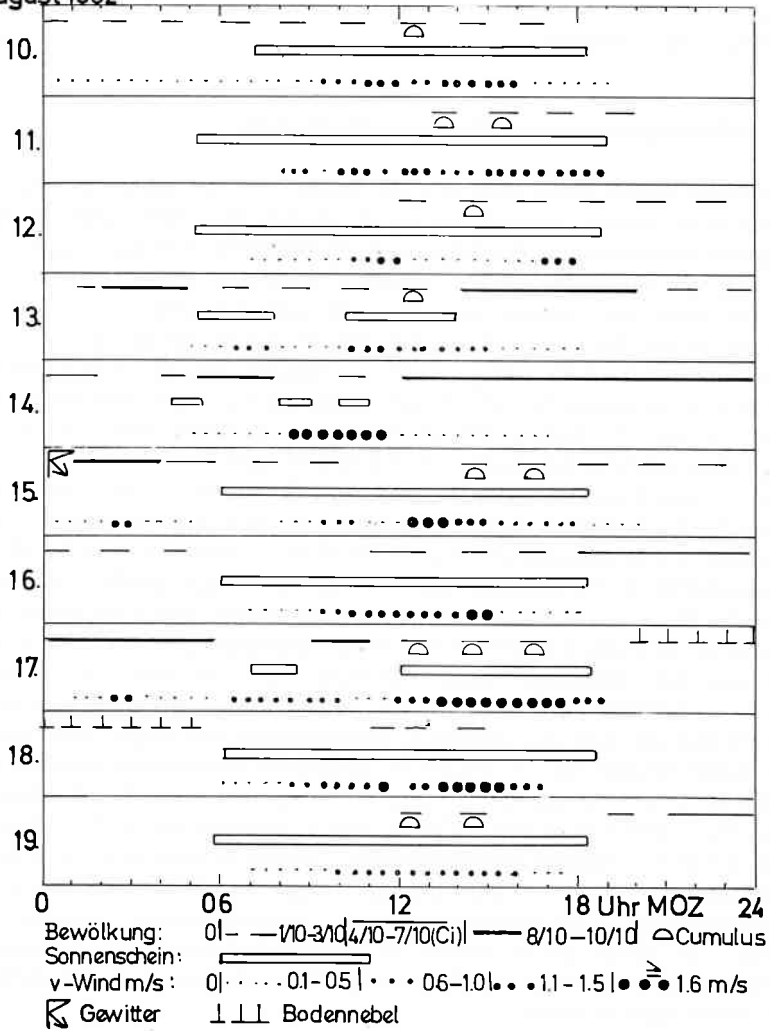 10.
11.
12.
13.
14.
15.
16.
17.
18.
19.
0 06 12 18 Uhr MOZ 24
Bewölkung: 0|– — 1/10-3/10|4/10-7/10(Ci)| — 8/10–10/10 Cumulus
Sonnenschein:
v-Wind m/s: 0|····· 0.1-0.5|··· 0.6-1.0|••• 1.1-1.5|●●● ≥ 1.6 m/s
Gewitter Bodennebel